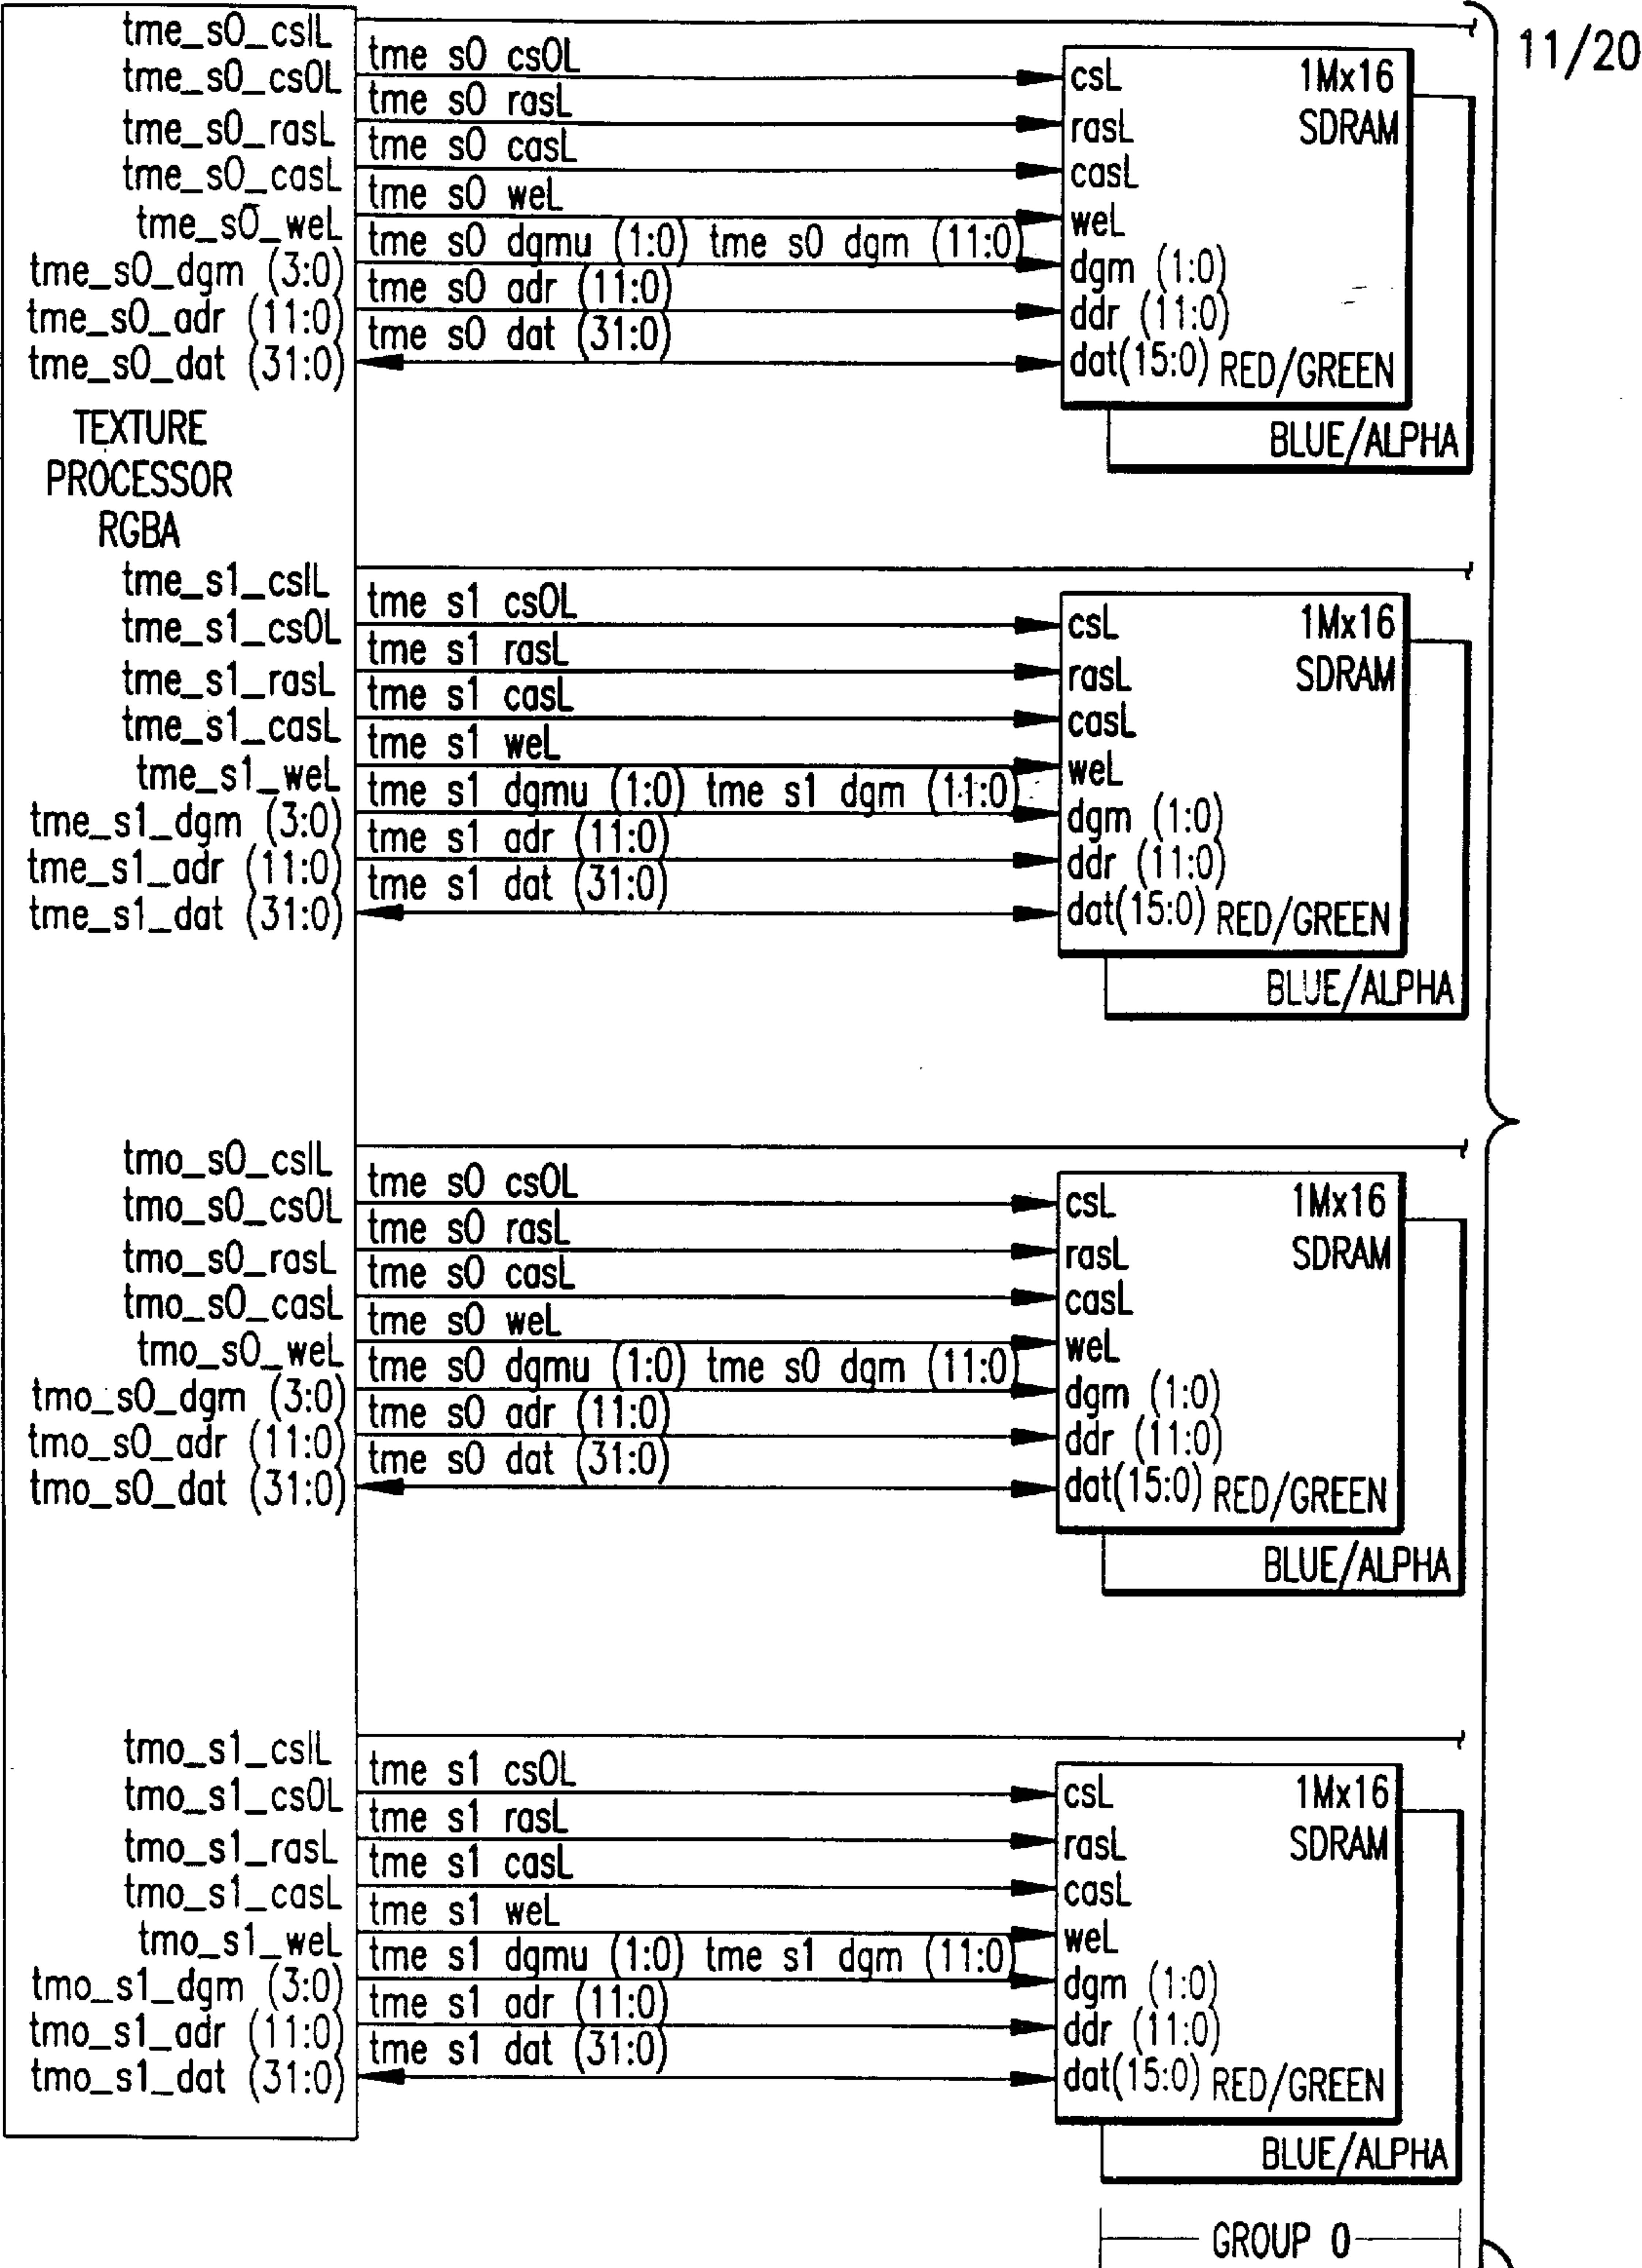 11/20
tme_s0_cs1L
tme_s0_cs0L
tme_s0_rasL
tme_s0_casL
tme_s0_weL
tme_s0_dgm (3:0)
tme_s0_adr (11:0)
tme_s0_dat (31:0)
tme s0 cs0L
tme s0 rasL
tme s0 casL
tme s0 weL
tme s0 dqmu (1:0) tme s0 dqm (11:0)
tme s0 adr (11:0)
tme s0 dat (31:0)
csL 1Mx16
rasL SDRAM
casL
weL
dgm (1:0)
ddr (11:0)
dat(15:0) RED/GREEN
BLUE/ALPHA
TEXTURE
PROCESSOR
RGBA
tme_s1_cs1L
tme_s1_cs0L
tme_s1_rasL
tme_s1_casL
tme_s1_weL
tme_s1_dgm (3:0)
tme_s1_adr (11:0)
tme_s1_dat (31:0)
tme s1 cs0L
tme s1 rasL
tme s1 casL
tme s1 weL
tme s1 dqmu (1:0) tme s1 dqm (11:0)
tme s1 adr (11:0)
tme s1 dat (31:0)
csL 1Mx16
rasL SDRAM
casL
weL
dgm (1:0)
ddr (11:0)
dat(15:0) RED/GREEN
BLUE/ALPHA
tmo_s0_cs1L
tmo_s0_cs0L
tmo_s0_rasL
tmo_s0_casL
tmo_s0_weL
tmo_s0_dgm (3:0)
tmo_s0_adr (11:0)
tmo_s0_dat (31:0)
tme s0 cs0L
tme s0 rasL
tme s0 casL
tme s0 weL
tme s0 dqmu (1:0) tme s0 dqm (11:0)
tme s0 adr (11:0)
tme s0 dat (31:0)
csL 1Mx16
rasL SDRAM
casL
weL
dgm (1:0)
ddr (11:0)
dat(15:0) RED/GREEN
BLUE/ALPHA
tmo_s1_cs1L
tmo_s1_cs0L
tmo_s1_rasL
tmo_s1_casL
tmo_s1_weL
tmo_s1_dgm (3:0)
tmo_s1_adr (11:0)
tmo_s1_dat (31:0)
tme s1 cs0L
tme s1 rasL
tme s1 casL
tme s1 weL
tme s1 dqmu (1:0) tme s1 dqm (11:0)
tme s1 adr (11:0)
tme s1 dat (31:0)
csL 1Mx16
rasL SDRAM
casL
weL
dgm (1:0)
ddr (11:0)
dat(15:0) RED/GREEN
BLUE/ALPHA
GROUP 0